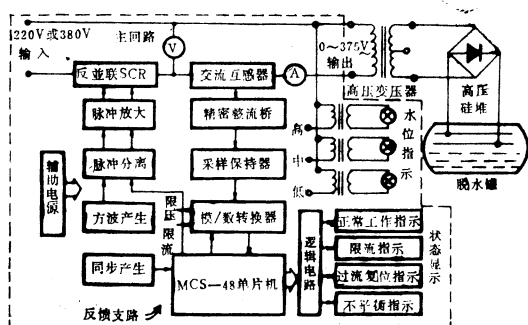 220V或380V
输入
主回路
V
0～375V
输出
反並联SCR
交流互感器
A
高压变压器
高压
硅堆
脉冲放大
精密整流桥
高
水位指示
脉冲分离
采样保持器
中
低
脱水罐
辅助电源
限压
限流
方波产生
模/数转换器
正常工作指示
限流指示
逻辑电路
状态显示
同步产生
MCS—48单片机
过流复位指示
不平衡指示
反馈支路